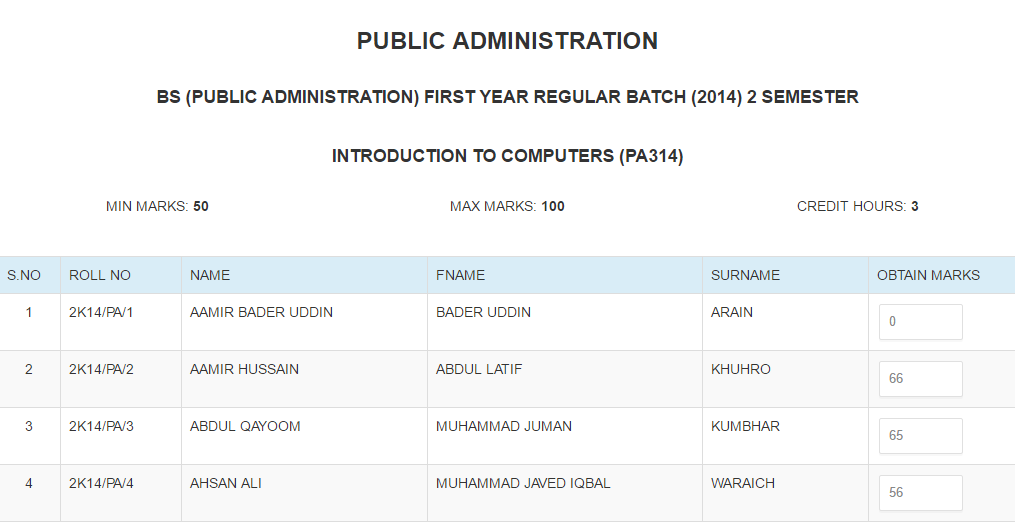 PUBLIC ADMINISTRATION
BS (PUBLIC ADMINISTRATION) FIRST YEAR REGULAR BATCH (2014) 2 SEMESTER
INTRODUCTION TO COMPUTERS (PA314)
MIN MARKS: 50 MAX MARKS: 100 CREDIT HOURS: 3
S.NO ROLL NO NAME FNAME SURNAME OBTAIN MARKS
1 2K14/PA/1 AAMIR BADER UDDIN BADER UDDIN ARAIN 0
2 2K14/PA/2 AAMIR HUSSAIN ABDUL LATIF KHUHRO 66
3 2K14/PA/3 ABDUL QAYOOM MUHAMMAD JUMAN KUMBHAR 65
4 2K14/PA/4 AHSAN ALI MUHAMMAD JAVED IQBAL WARAICH 56